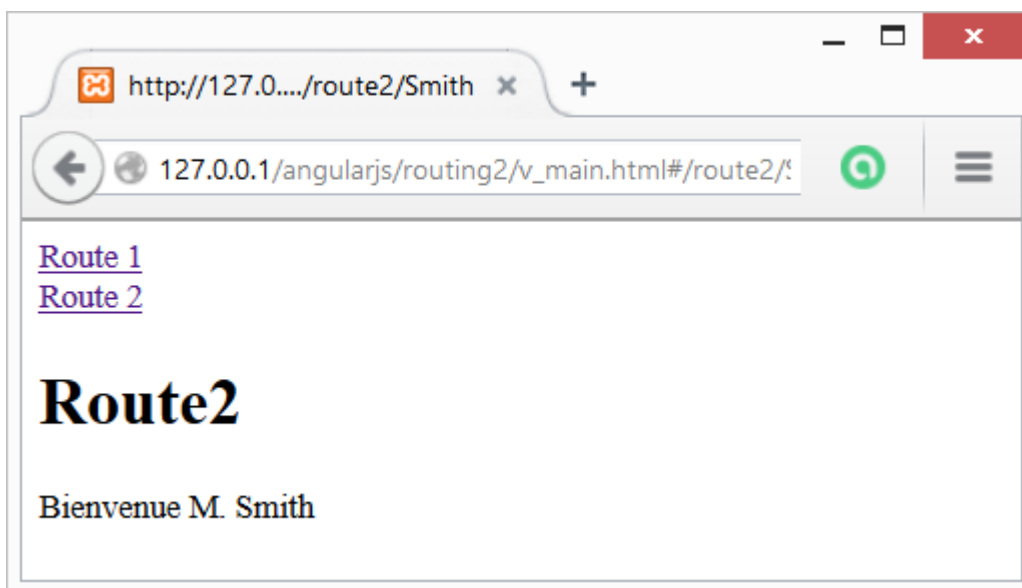 http://127.0..../route2/Smith
127.0.0.1/angularjs/routing2/v_main.html#/route2/
Route 1
Route 2
Route2
Bienvenue M. Smith